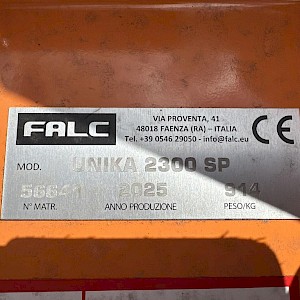 FALC
VIA PROVENTA, 41
48018 FAENZA (RA) – ITALIA
Tel. +39 0546 29050 - info@falc.eu
CE
MOD. UNIKA 2300 SP
2025 914
N° MATR. ANNO PRODUZIONE PESO/KG